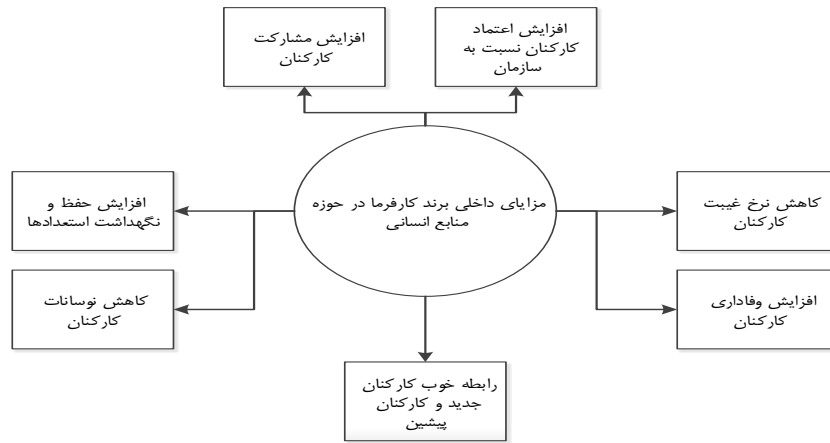 افزایش اعتماد
کارکنان نسبت به
سازمان
افزایش مشارکت
کارکنان
مزایای داخلی برند کارفرما در حوزه
منابع انسانی
کاهش نرخ غیبت
کارکنان
افزایش حفظ و
نگهداشت استعدادها
افزایش وفاداری
کارکنان
کاهش نوسانات
کارکنان
رابطه خوب کارکنان
جدید و کارکنان
پیشین